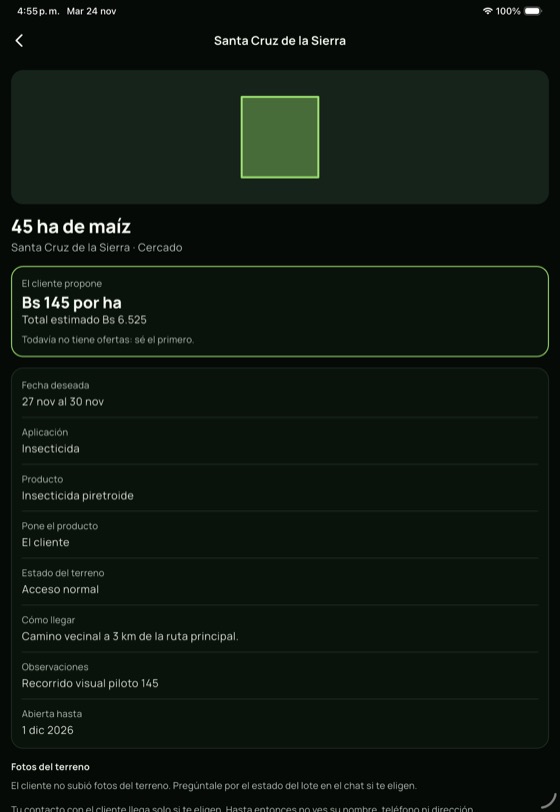 4:55 p. m. Mar 24 nov 100%
Santa Cruz de la Sierra
45 ha de maíz
Santa Cruz de la Sierra · Cercado
El cliente propone
Bs 145 por ha
Total estimado Bs 6.525
Todavía no tiene ofertas: sé el primero.
Fecha deseada
27 nov al 30 nov
Aplicación
Insecticida
Producto
Insecticida piretroide
Pone el producto
El cliente
Estado del terreno
Acceso normal
Cómo llegar
Camino vecinal a 3 km de la ruta principal.
Observaciones
Recorrido visual piloto 145
Abierta hasta
1 dic 2026
Fotos del terreno
El cliente no subió fotos del terreno. Pregúntale por el estado del lote en el chat si te eligen.
Tu contacto con el cliente llega solo si te eligen. Hasta entonces no ves su nombre, teléfono ni dirección